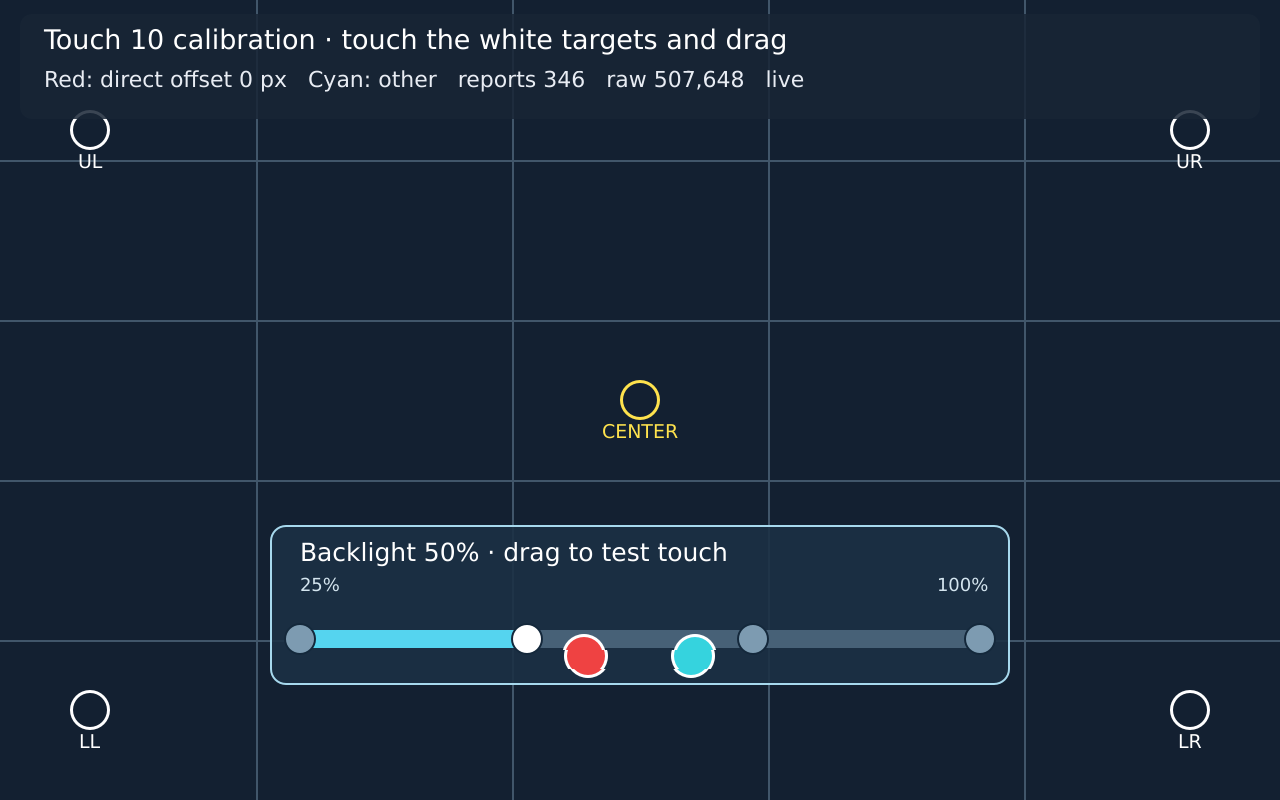 Touch 10 calibration · touch the white targets and drag
Red: direct offset 0 px   Cyan: other   reports 346   raw 507,648   live
UL
UR
CENTER
Backlight 50% · drag to test touch
25%
100%
LL
LR